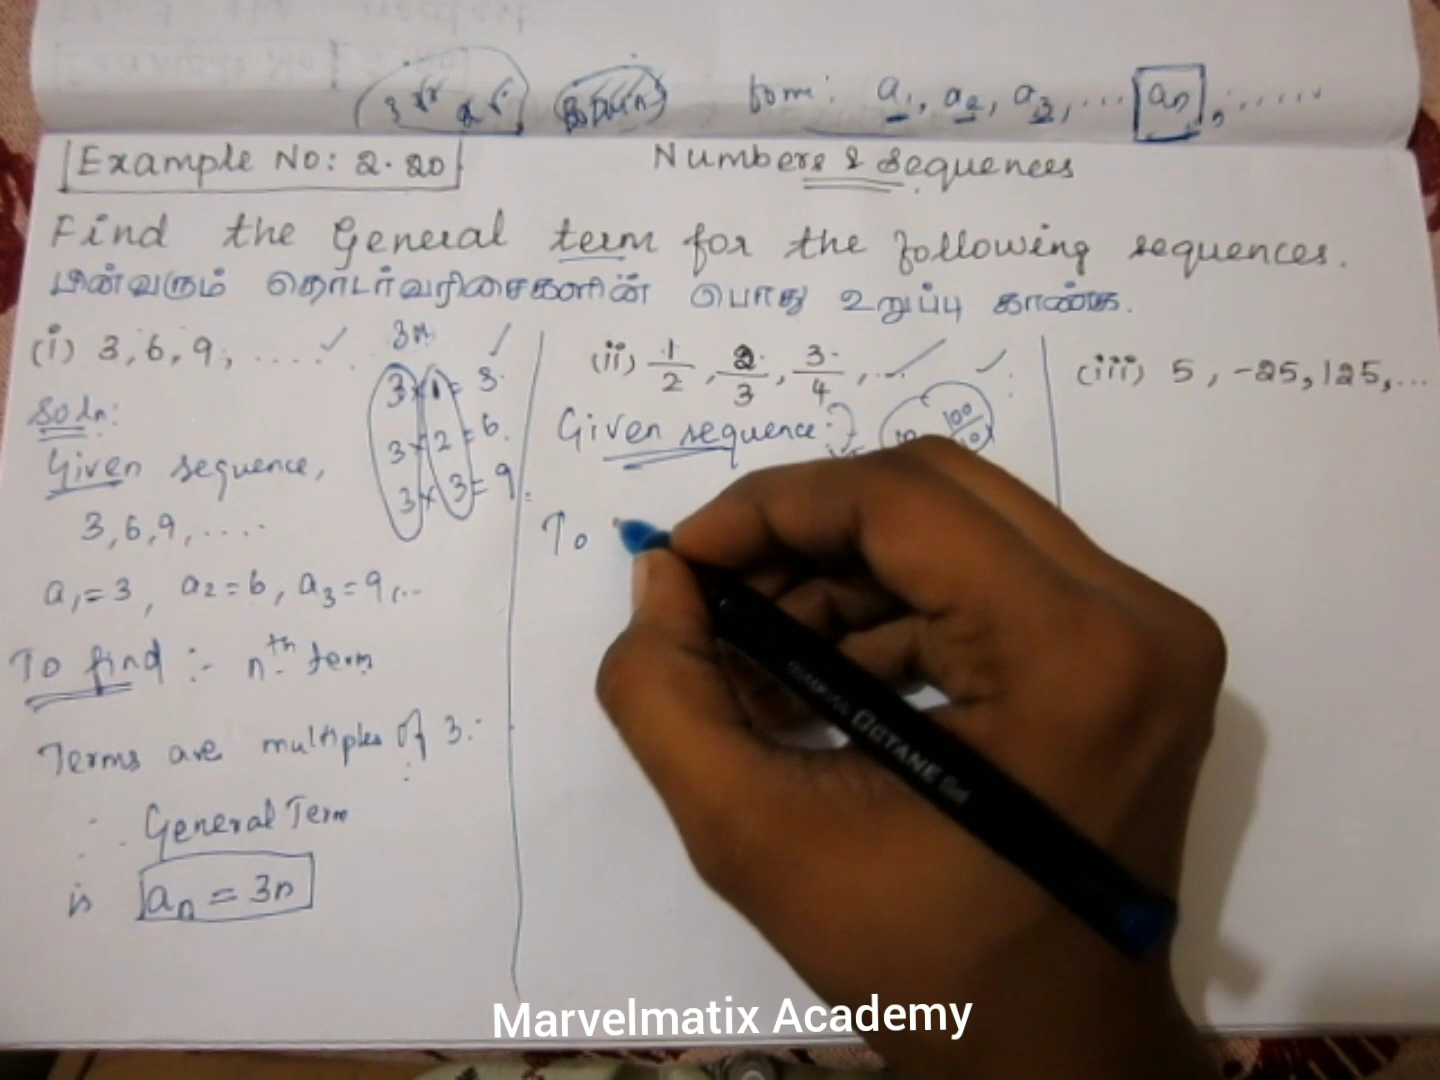 form: a₁, a₂, a₃, ... aₙ, .....
Example No: 2.20
Numbers & Sequences
Find the General term for the following sequences.
பின்வரும் தொடர்வரிசைகளின் பொது உறுப்பு காண்க.
(i) 3, 6, 9, ....
Soln:
Given sequence,
3, 6, 9, ....
a₁ = 3, a₂ = 6, a₃ = 9, ...
To find :- nᵗʰ term
Terms are multiples of 3.
∴ General Term
is aₙ = 3n
3n
3 × 1 = 3
3 × 2 = 6
3 × 3 = 9
(ii) 1/2, 2/3, 3/4, ...
Given sequence:
To
(iii) 5, -25, 125, ...
OCTANE Gel
Marvelmatix Academy